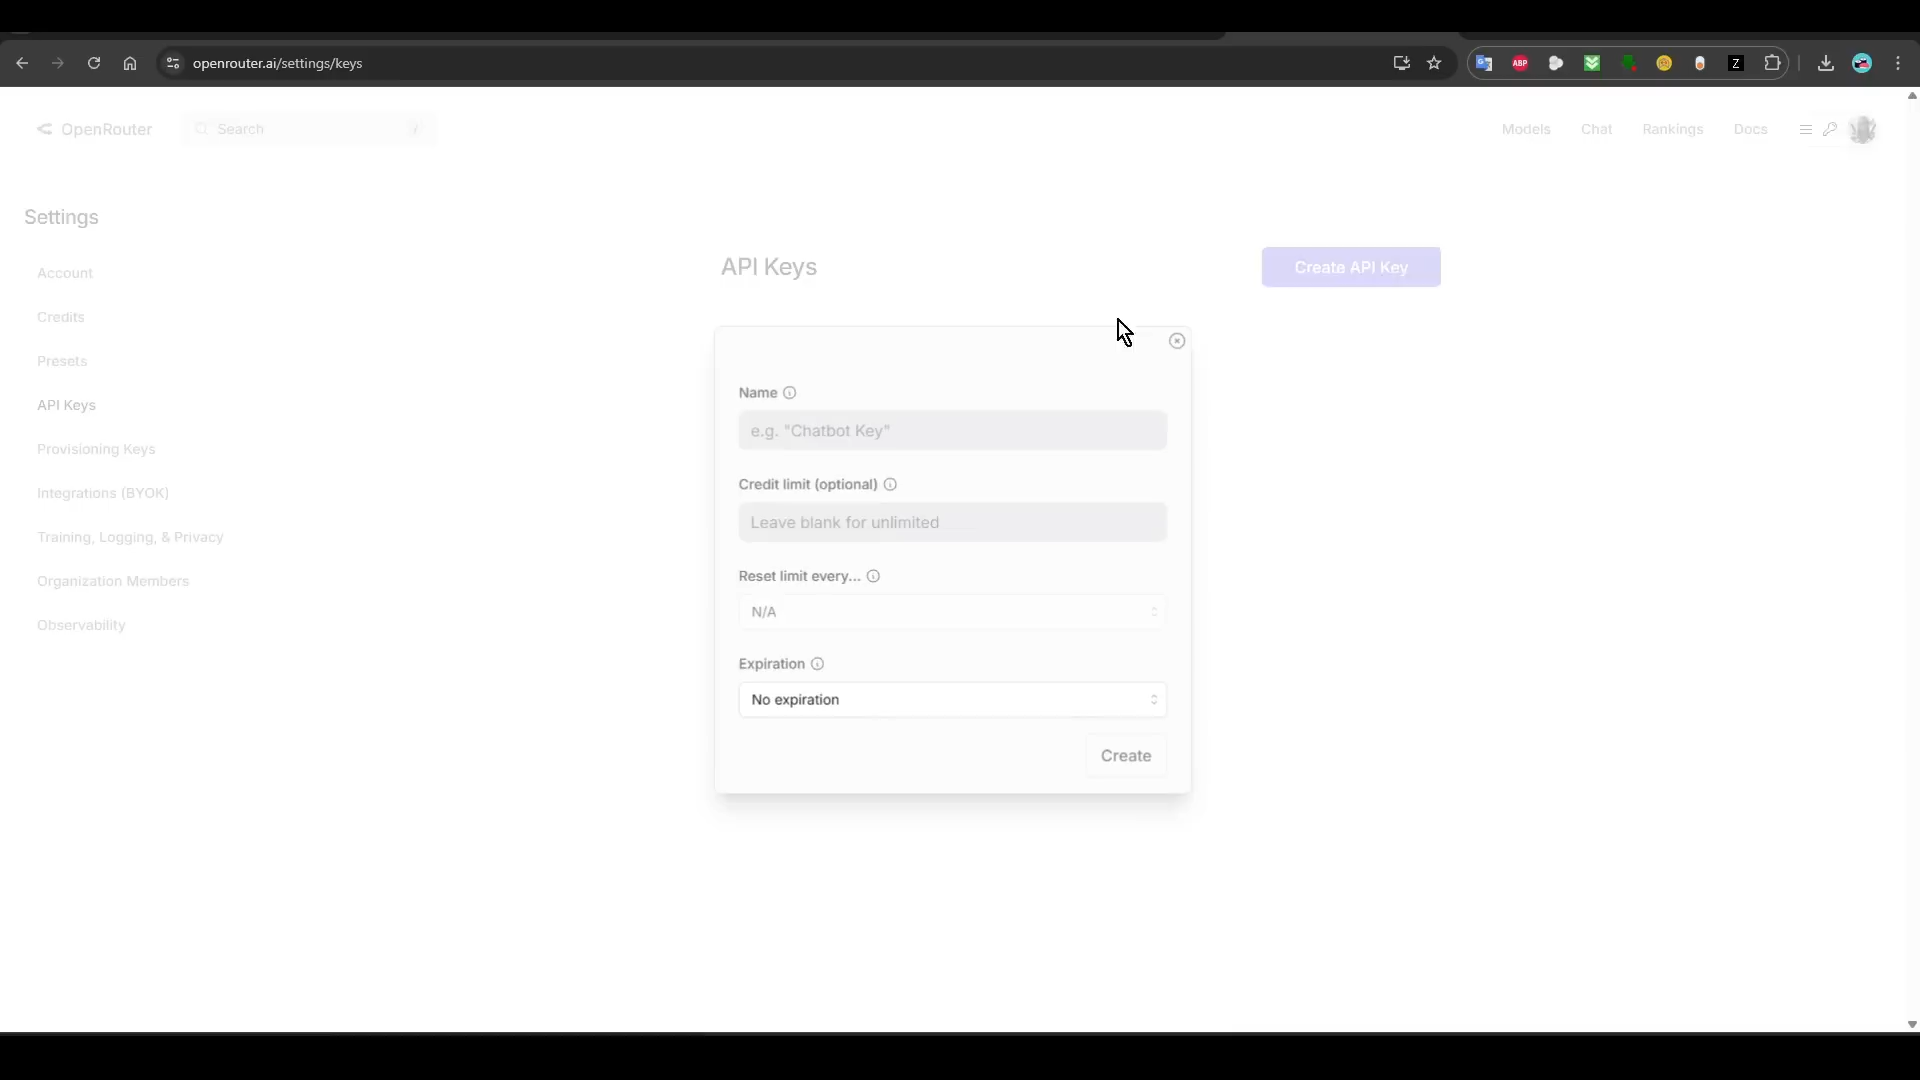 openrouter.ai/settings/keys
ABP
Z
OpenRouter
Search
/
Models
Chat
Rankings
Docs
Settings
Account
Credits
Presets
API Keys
Provisioning Keys
Integrations (BYOK)
Training, Logging, & Privacy
Organization Members
Observability
API Keys
Create API Key
Name
e.g. "Chatbot Key"
Credit limit (optional)
Leave blank for unlimited
Reset limit every...
N/A
Expiration
No expiration
Create